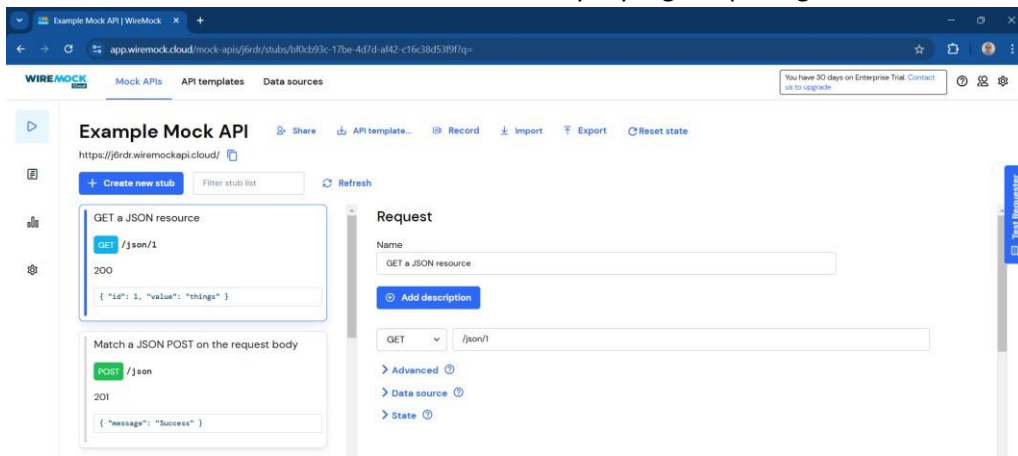 Example Mock API | WireMock
app.wiremock.cloud/mock-apis/j6rdr/stubs/bf0cb93c-17be-4d7d-af42-c16c38d53f9f?q=
WIREMOCK
Cloud
Mock APIs API templates Data sources
You have 30 days on Enterprise Trial. Contact
us to upgrade
Example Mock API
Share API template... Record Import Export Reset state
https://j6rdr.wiremockapi.cloud/
+ Create new stub Filter stub list Refresh
Test Requester
GET a JSON resource
GET /json/1
200
{ "id": 1, "value": "things" }
Match a JSON POST on the request body
POST /json
201
{ "message": "Success" }
Request
Name
GET a JSON resource
Add description
GET /json/1
Advanced
Data source
State